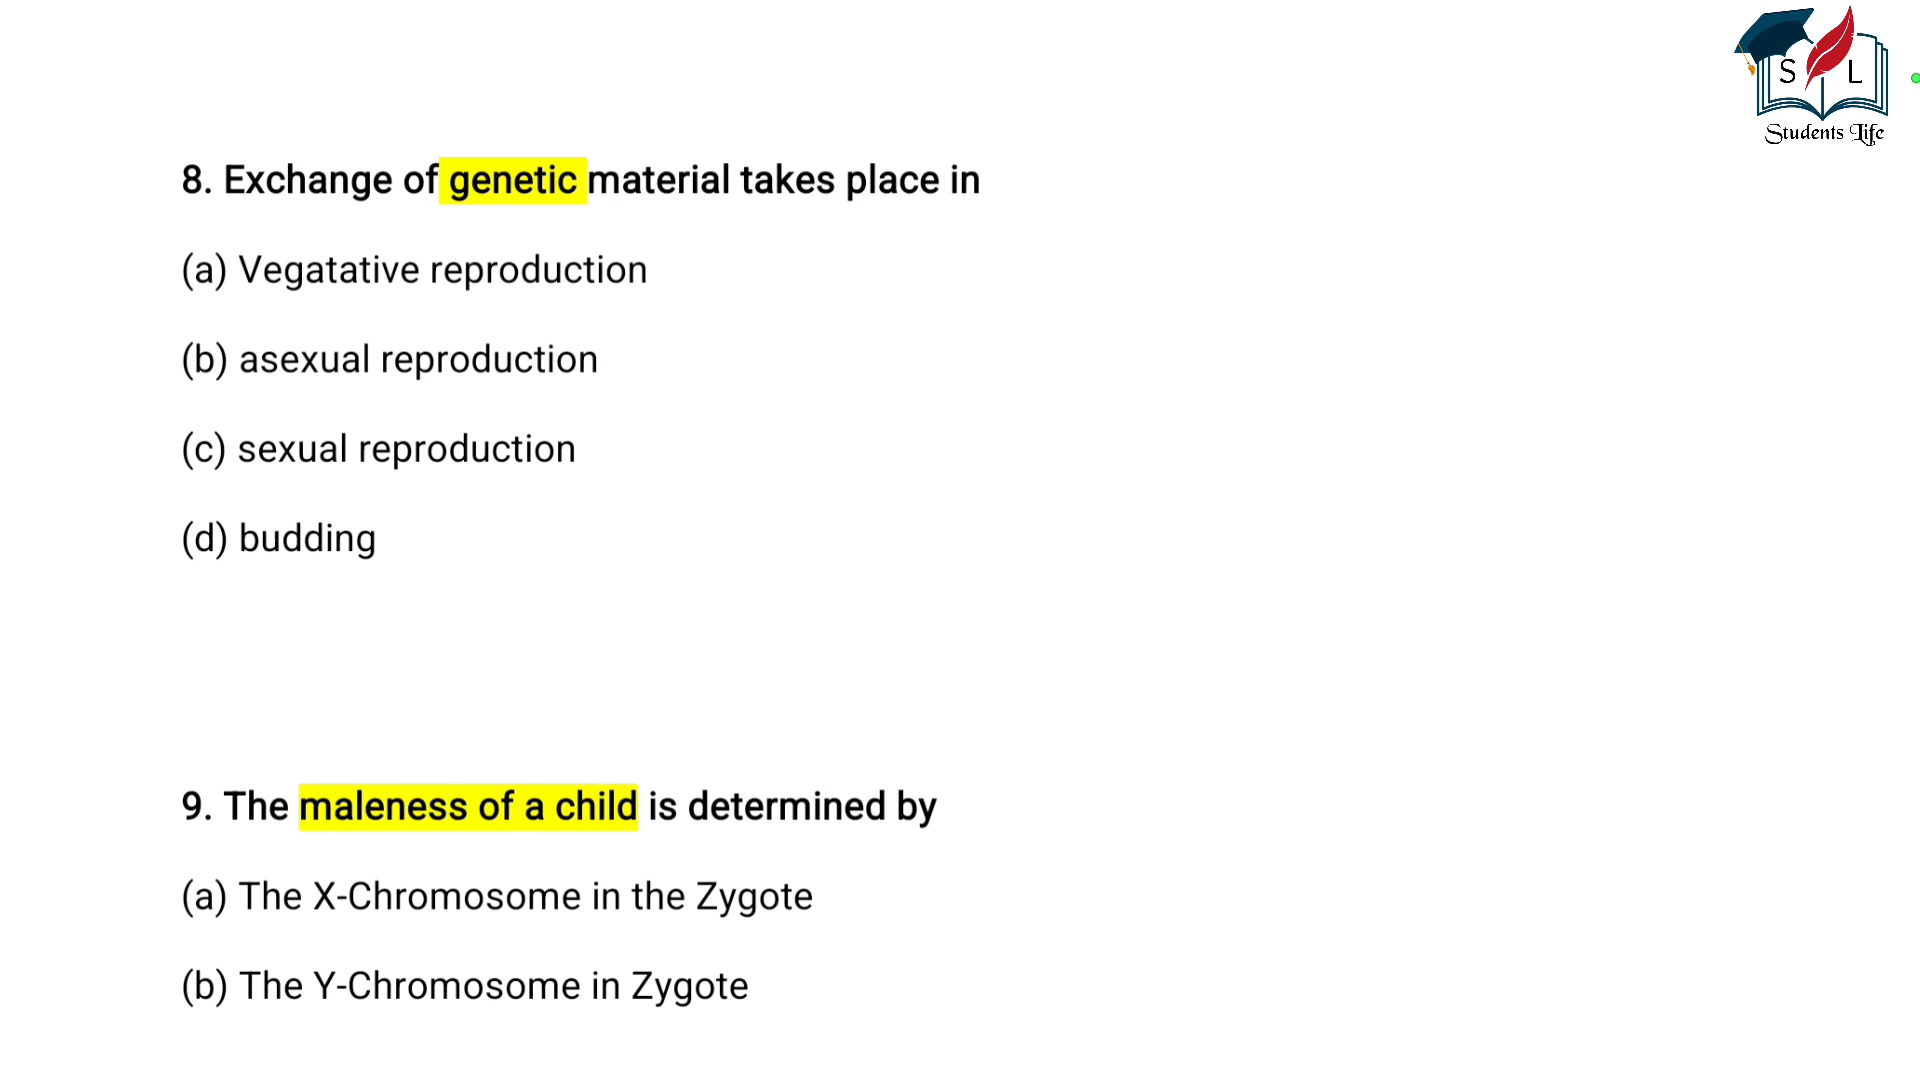 S L
Students Life
8. Exchange of genetic material takes place in
(a) Vegatative reproduction
(b) asexual reproduction
(c) sexual reproduction
(d) budding
9. The maleness of a child is determined by
(a) The X-Chromosome in the Zygote
(b) The Y-Chromosome in Zygote